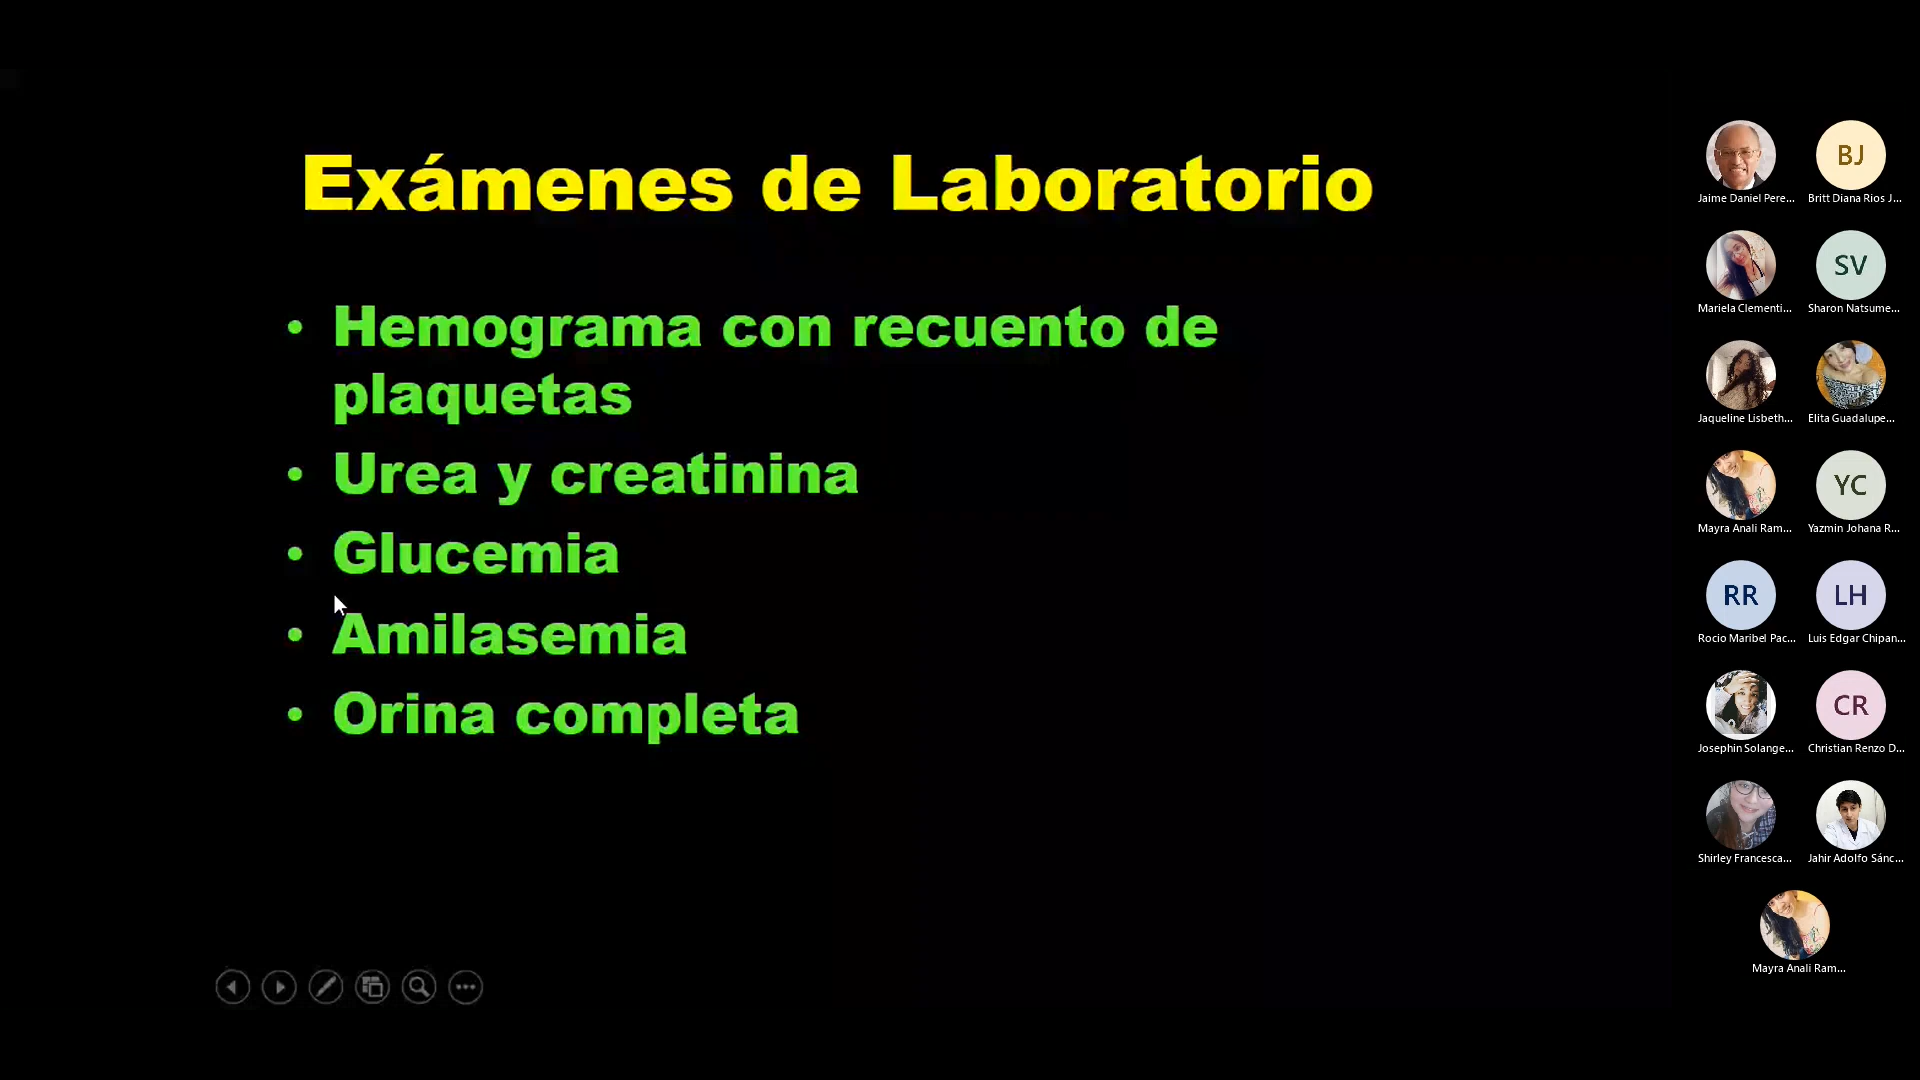 Exámenes de Laboratorio
• Hemograma con recuento de
plaquetas
• Urea y creatinina
• Glucemia
• Amilasemia
• Orina completa
BJ
Jaime Daniel Pere...
Britt Diana Rios J...
SV
Mariela Clementi...
Sharon Natsume...
Jaqueline Lisbeth...
Elita Guadalupe...
YC
Mayra Anali Ram...
Yazmin Johana R...
RR
LH
Rocio Maribel Pac...
Luis Edgar Chipan...
CR
Josephin Solange...
Christian Renzo D...
Shirley Francesca...
Jahir Adolfo Sánc...
Mayra Anali Ram...